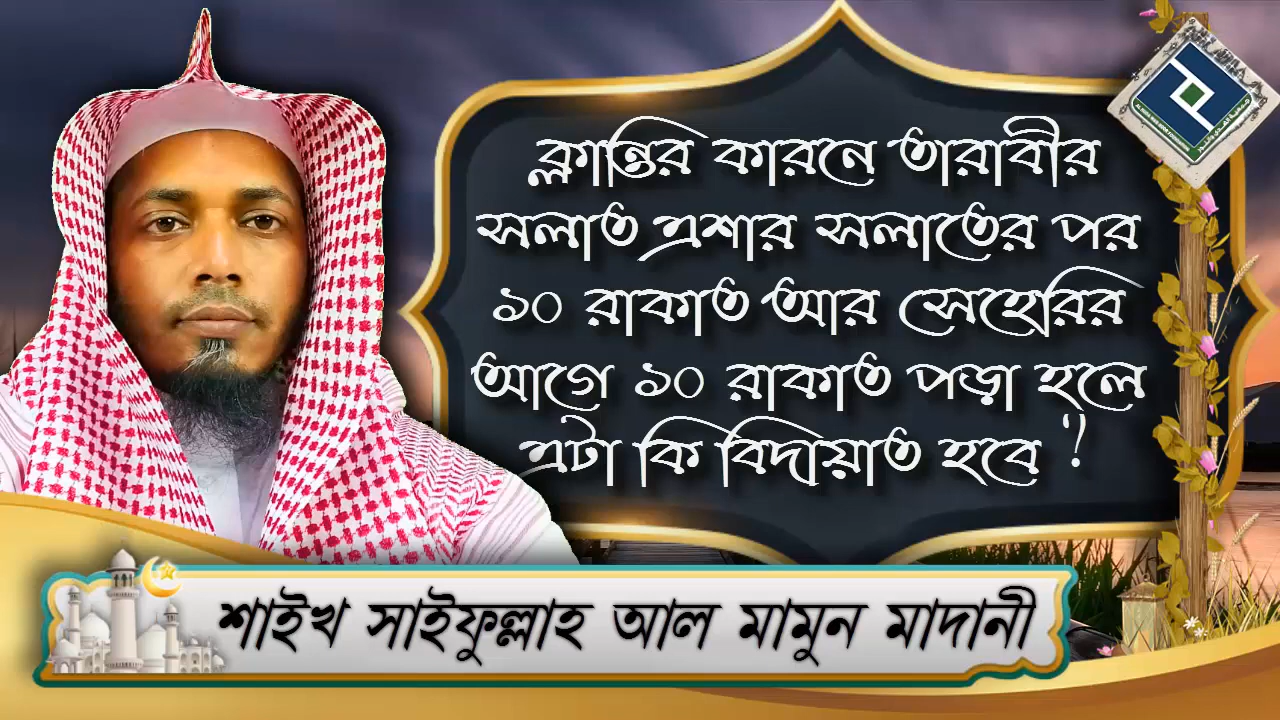 ক্লান্তির কারনে তারাবীর
সলাত এশার সলাতের পর
১০ রাকাত আর সেহেরির
আগে ১০ রাকাত পড়া হলে
এটা কি বিদায়াত হবে ?
শাইখ সাইফুল্লাহ আল মামুন মাদানী